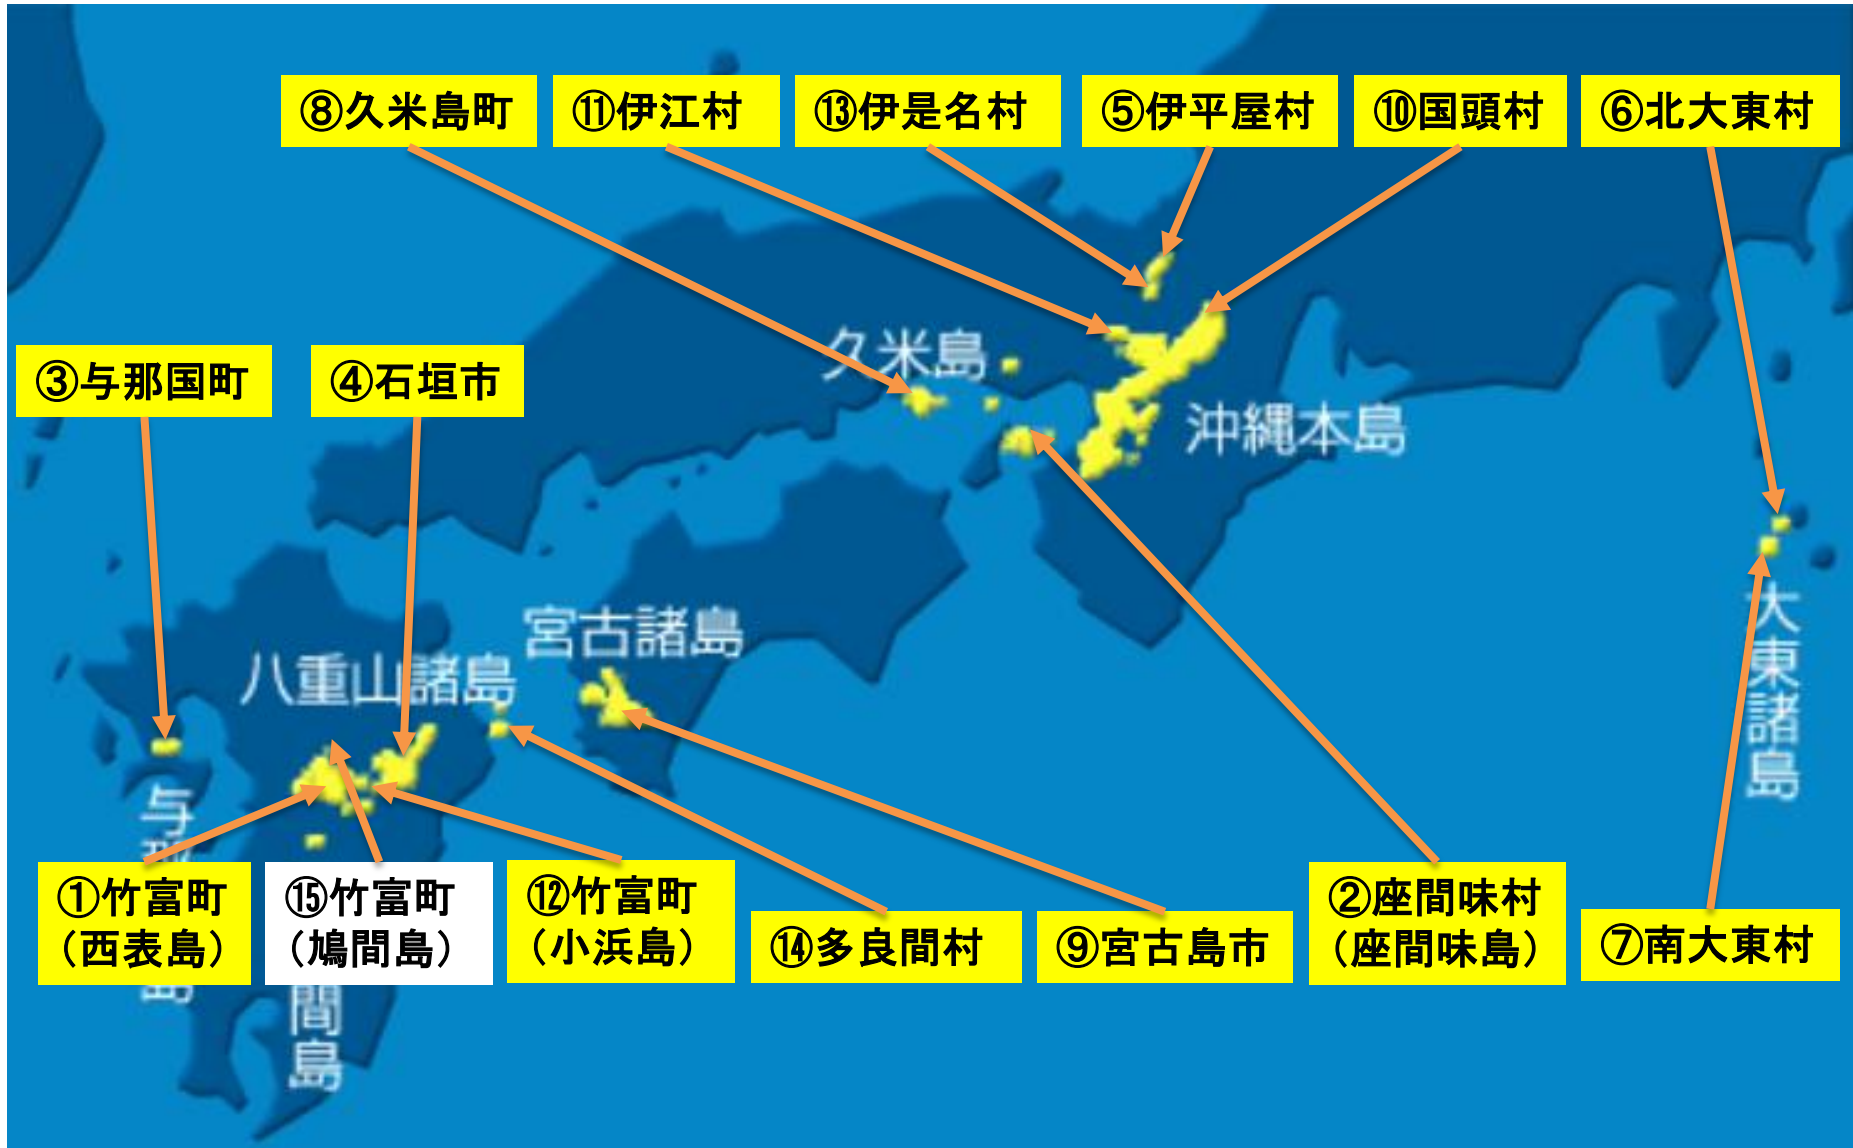 ⑧久米島町
⑪伊江村
⑬伊是名村
⑤伊平屋村
⑩国頭村
⑥北大東村
③与那国町
④石垣市
久米島
沖縄本島
宮古諸島
八重山諸島
大東諸島
与那
島
間島
①竹富町
（西表島）
⑮竹富町
（鳩間島）
⑫竹富町
（小浜島）
⑭多良間村
⑨宮古島市
②座間味村
（座間味島）
⑦南大東村